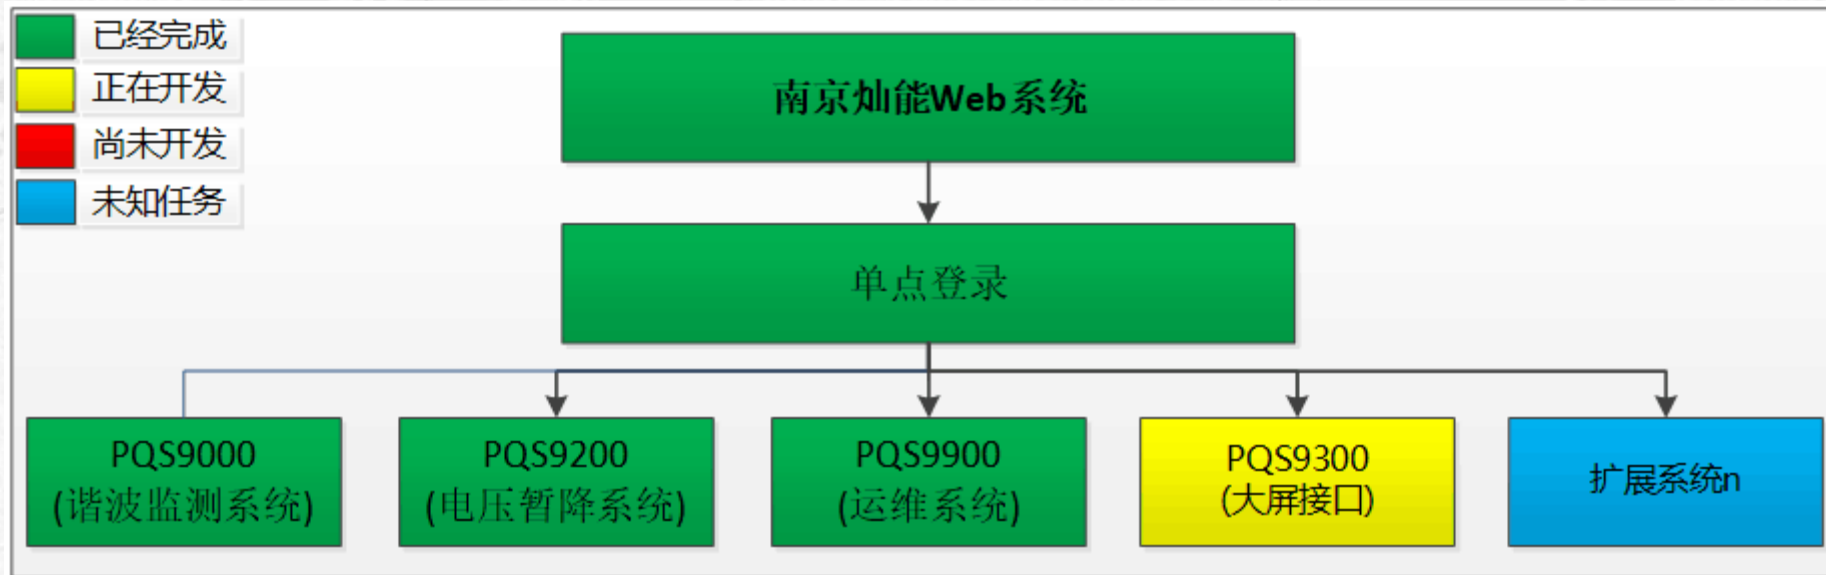 已经完成
正在开发
尚未开发
未知任务
南京灿能Web系统
单点登录
PQS9000
(谐波监测系统)
PQS9200
(电压暂降系统)
PQS9900
(运维系统)
PQS9300
(大屏接口)
扩展系统n